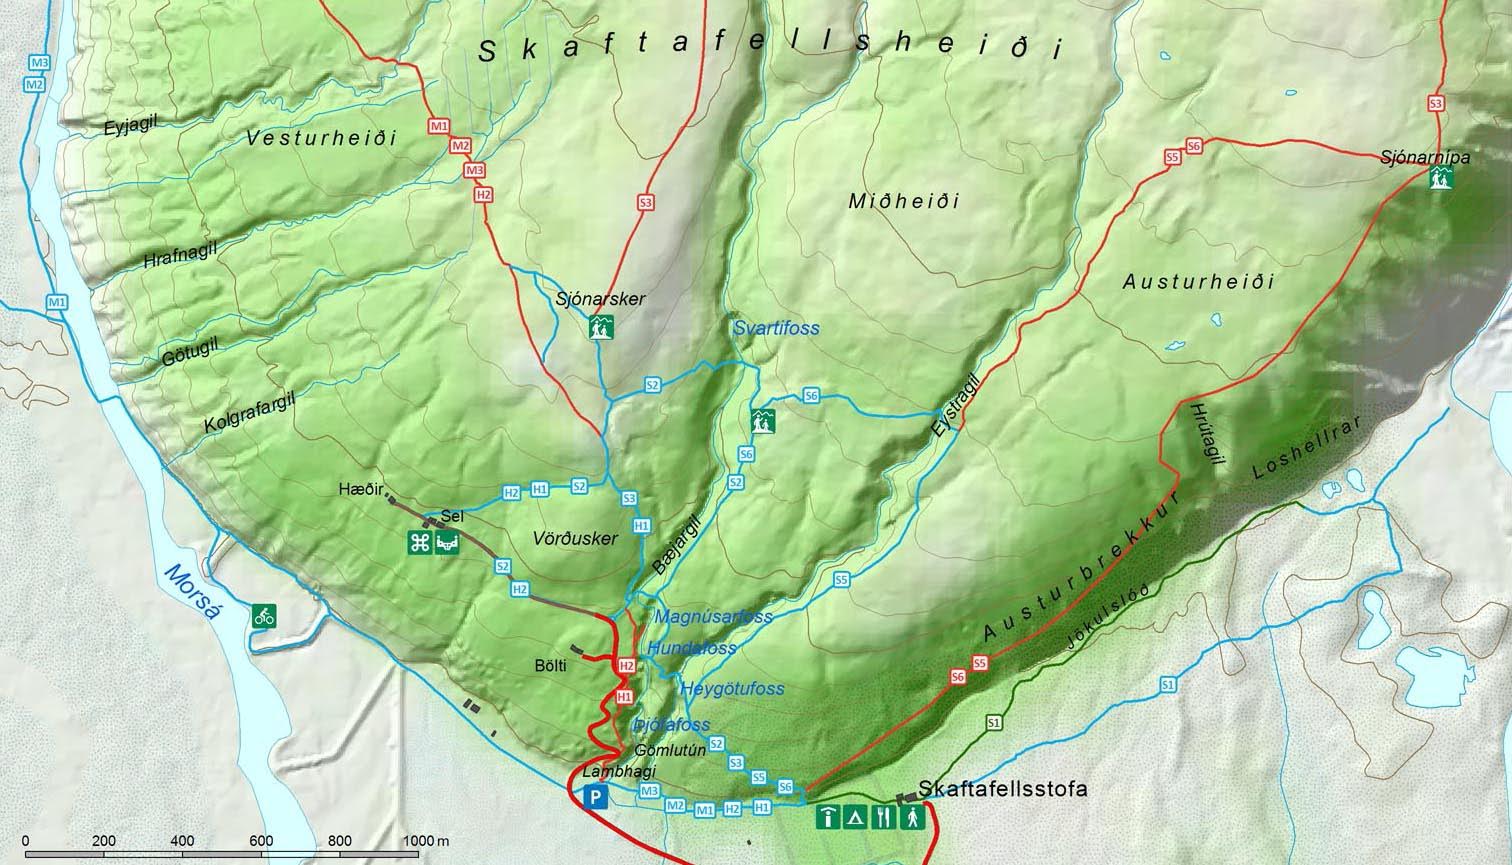 Skaftafellsheiði
M3
M2
Eyjagil
Vesturheiði
M1
M2
M3
H2
S3
Miðheiði
S5
S6
S3
Sjónarnípa
Hrafnagil
Austurheiði
M1
Sjónarsker
Svartifoss
Götugil
S2
S6
Eystragil
Kolgrafargil
Hrútagil
Loshellrar
S6
S2
Hæðir
H2
H1
S2
S3
Sel
H1
Vörðusker
Bæjargil
S2
H2
S5
Austurbrekkur
Jökulslóð
Morsá
Magnúsarfoss
Hundafoss
Bölti
H2
S6
S5
H1
Heygötufoss
S1
S1
Þjófafoss
Gömlutún
S2
S3
S5
S6
Lambhagi
P
M3
M2
M1
H2
H1
Skaftafellsstofa
0 200 400 600 800 1000 m